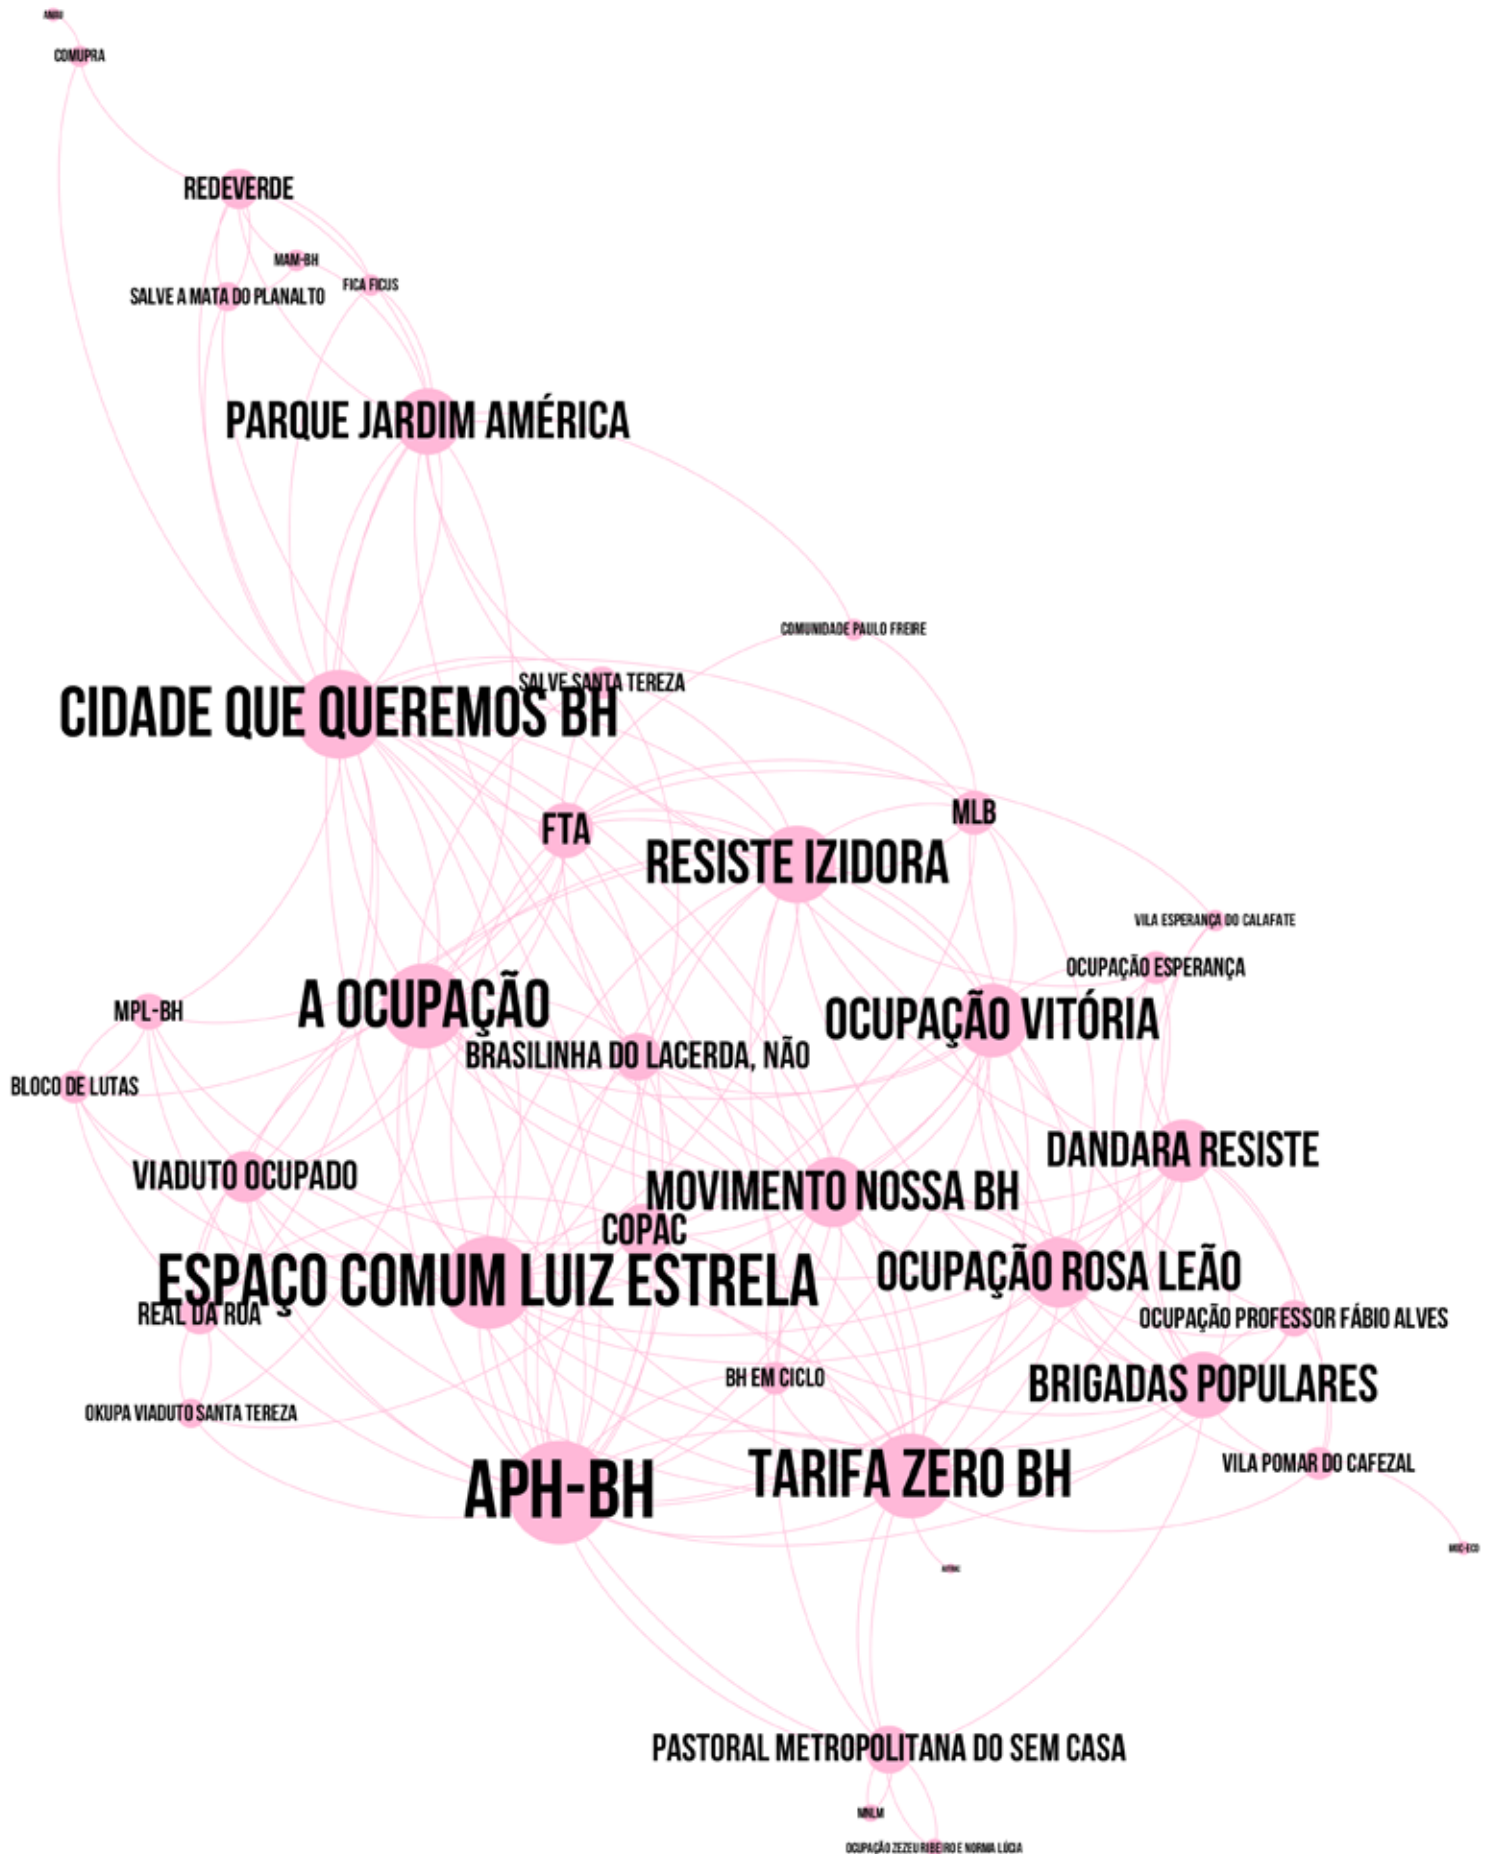 COMUPRA
REDEVERDE
MAM-BH
FICA FICUS
SALVE A MATA DO PLANALTO
PARQUE JARDIM AMÉRICA
COMUNIDADE PAULO FREIRE
SALVE SANTA TEREZA
CIDADE QUE QUEREMOS BH
MLB
FTA
RESISTE IZIDORA
VILA ESPERANÇA DO CALAFATE
OCUPAÇÃO ESPERANÇA
A OCUPAÇÃO
MPL-BH
OCUPAÇÃO VITÓRIA
BRASILINHA DO LACERDA, NÃO
BLOCO DE LUTAS
DANDARA RESISTE
VIADUTO OCUPADO
MOVIMENTO NOSSA BH
COPAC
OCUPAÇÃO ROSA LEÃO
ESPAÇO COMUM LUIZ ESTRELA
REAL DA RUA
OCUPAÇÃO PROFESSOR FÁBIO ALVES
BH EM CICLO
BRIGADAS POPULARES
OKUPA VIADUTO SANTA TEREZA
VILA POMAR DO CAFEZAL
TARIFA ZERO BH
APH-BH
MOC-ECO
PASTORAL METROPOLITANA DO SEM CASA
MNLM
OCUPAÇÃO ZEZEU RIBEIRO E NORMA LÚCIA